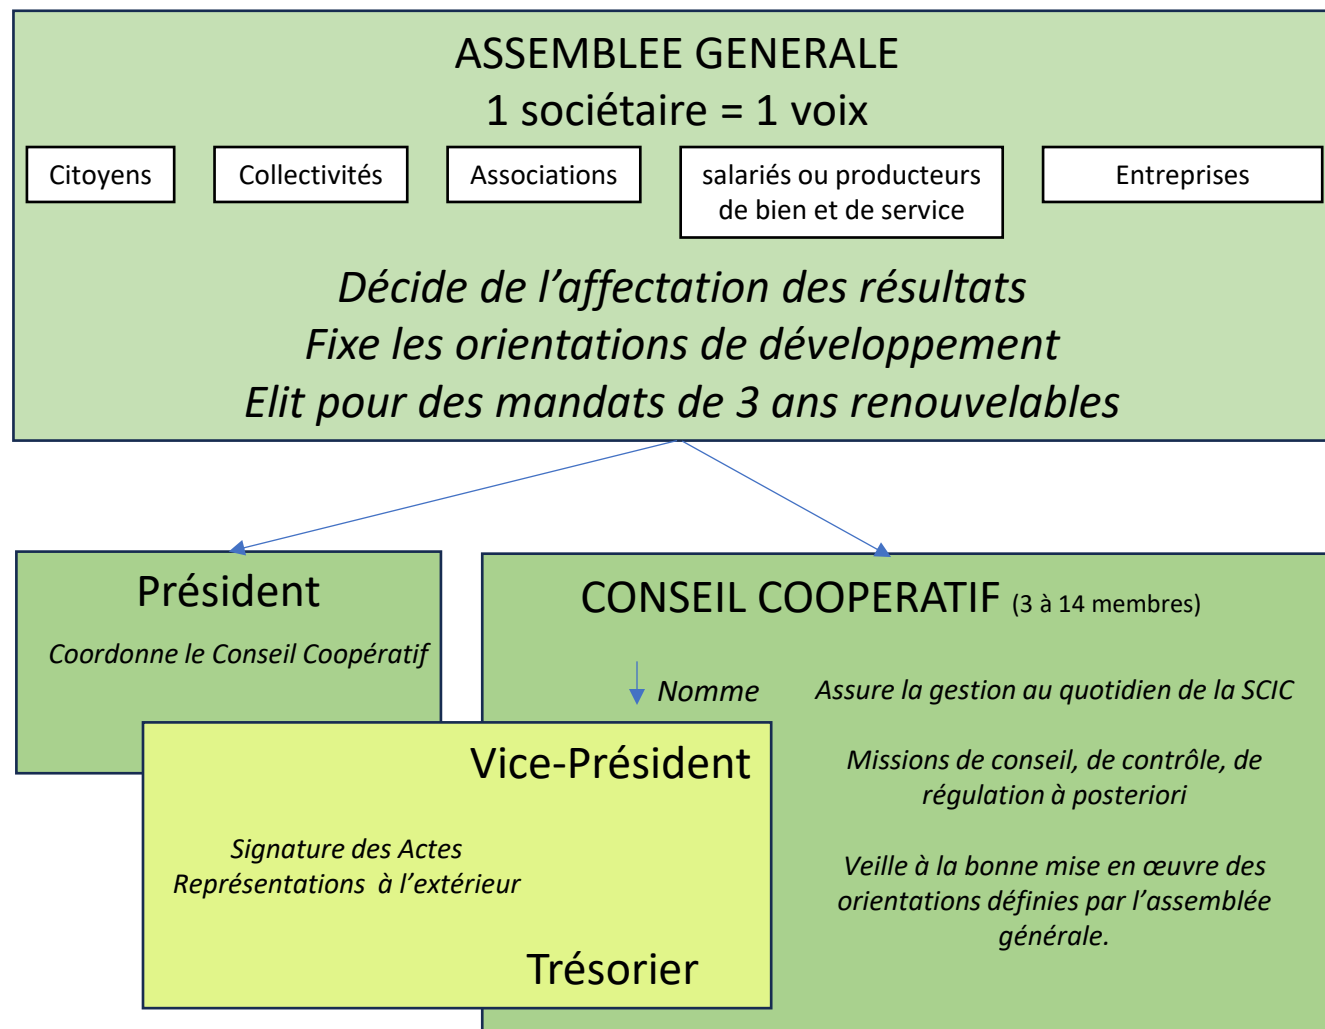 ASSEMBLEE GENERALE
1 sociétaire = 1 voix
Citoyens
Collectivités
Associations
salariés ou producteurs
de bien et de service
Entreprises
Décide de l’affectation des résultats
Fixe les orientations de développement
Elit pour des mandats de 3 ans renouvelables
Président
Coordonne le Conseil Coopératif
CONSEIL COOPERATIF (3 à 14 membres)
Nomme
Assure la gestion au quotidien de la SCIC
Missions de conseil, de contrôle, de
régulation à posteriori
Veille à la bonne mise en œuvre des
orientations définies par l’assemblée
générale.
Vice-Président
Signature des Actes
Représentations à l’extérieur
Trésorier